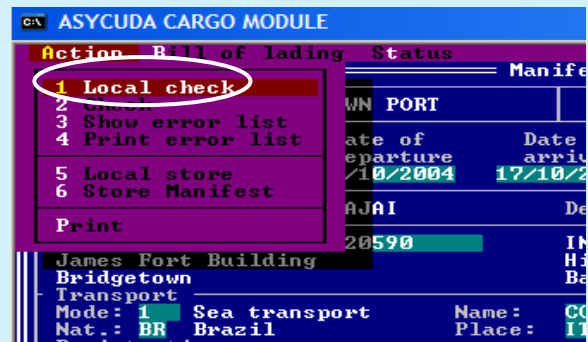 ASYCUDA CARGO MODULE
Action Bill of lading Status
Manife
1 Local check
2 Check
WN PORT
3 Show error list
4 Print error list
ate of Date
eparture arriv
5 Local store
/10/2004 17/10/2
6 Store Manifest
AJAI De
Print
20590 IN
James Fort Building Hi
Bridgetown Ba
Transport
Mode: 1 Sea transport Name: CO
Nat.: BR Brazil Place: IT